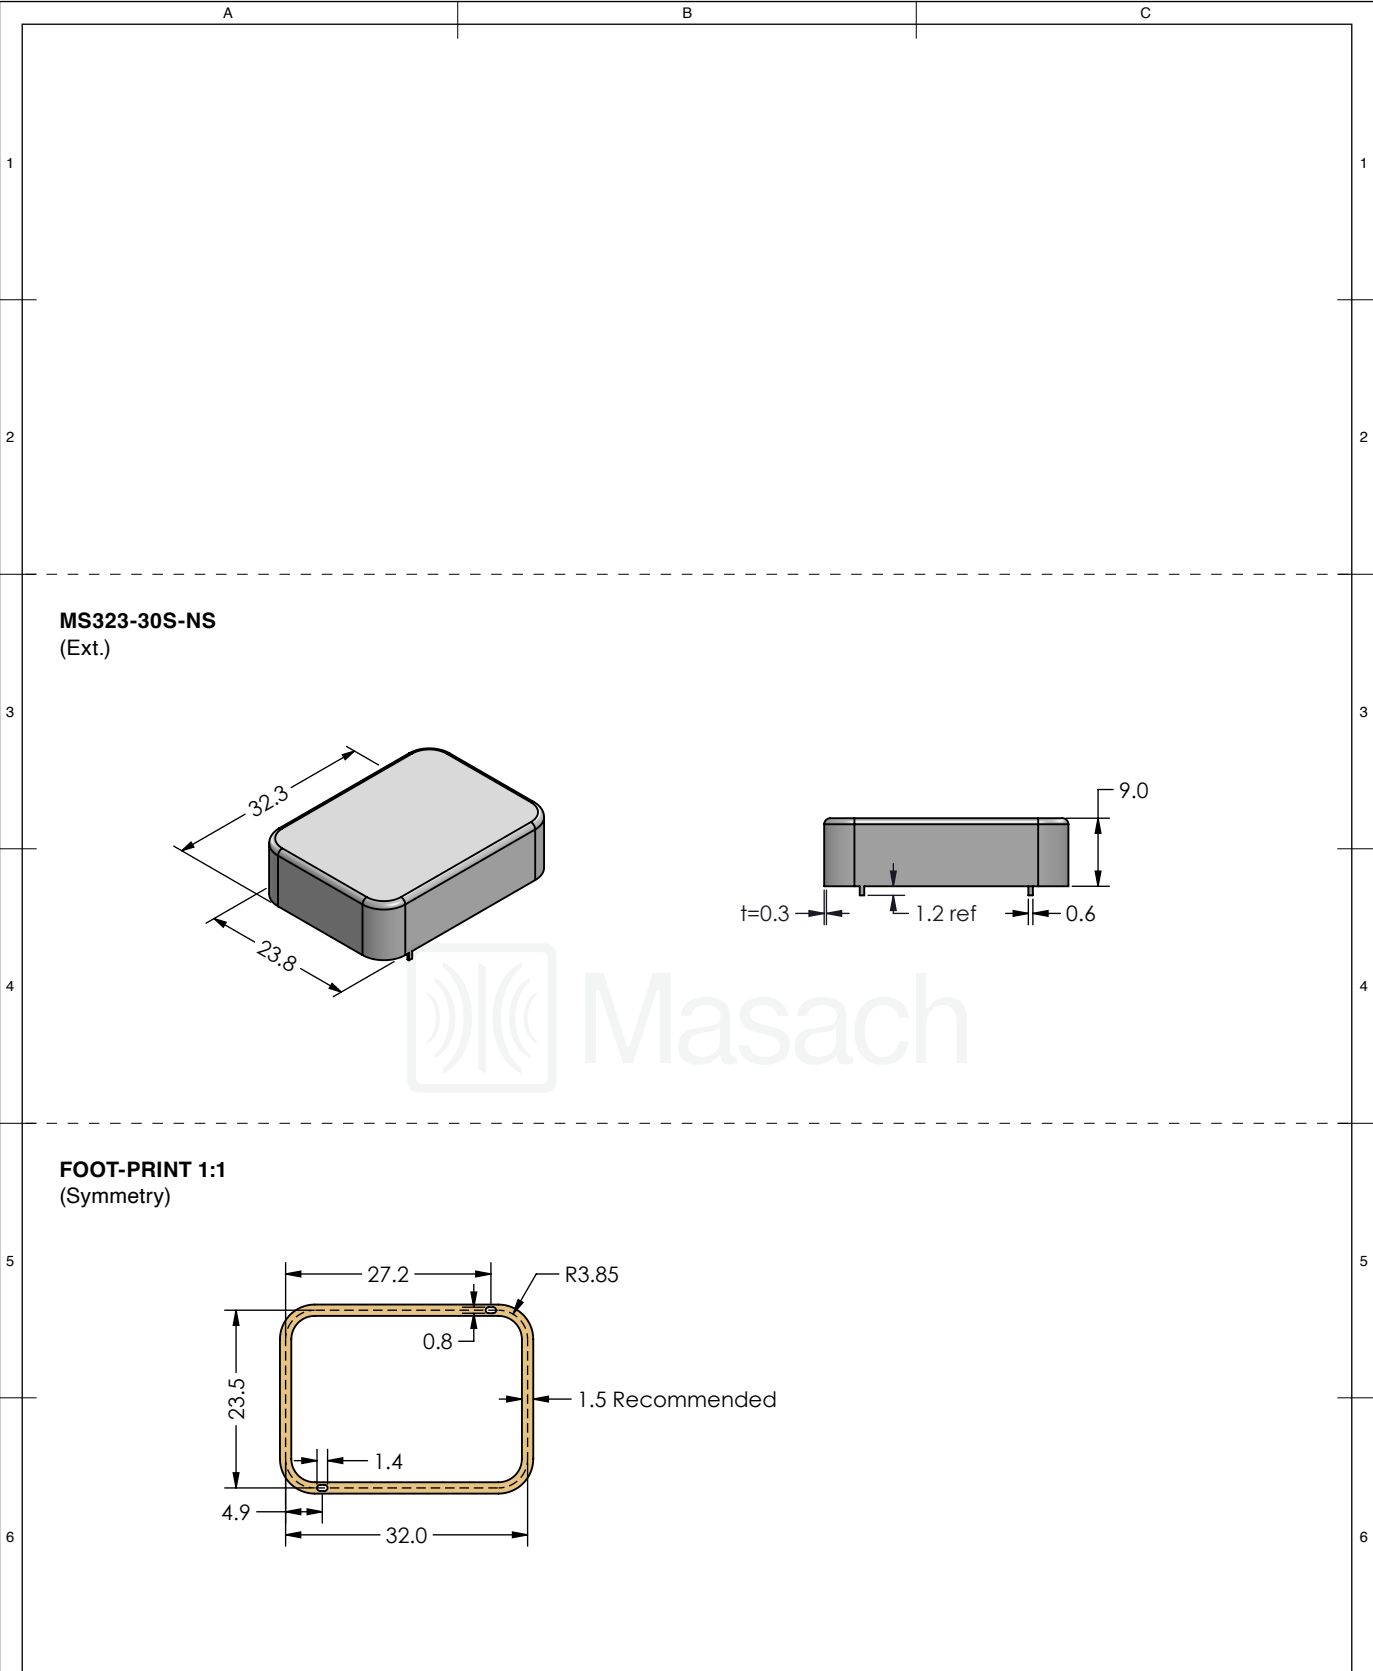 A B C
1 1
2 2
MS323-30S-NS
(Ext.)
3 3
32.3
9.0
t=0.3
1.2 ref
0.6
23.8
4 4
Masach
FOOT-PRINT 1:1
(Symmetry)
5 5
27.2
R3.85
0.8
23.5
1.5 Recommended
1.4
4.9
32.0
6 6